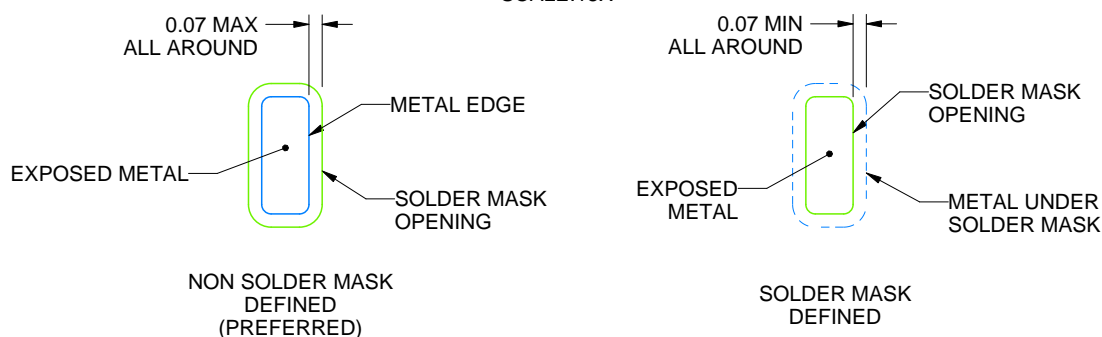 0.07 MAX
ALL AROUND
METAL EDGE
EXPOSED METAL
SOLDER MASK
OPENING
NON SOLDER MASK
DEFINED
(PREFERRED)
0.07 MIN
ALL AROUND
SOLDER MASK
OPENING
EXPOSED
METAL
METAL UNDER
SOLDER MASK
SOLDER MASK
DEFINED